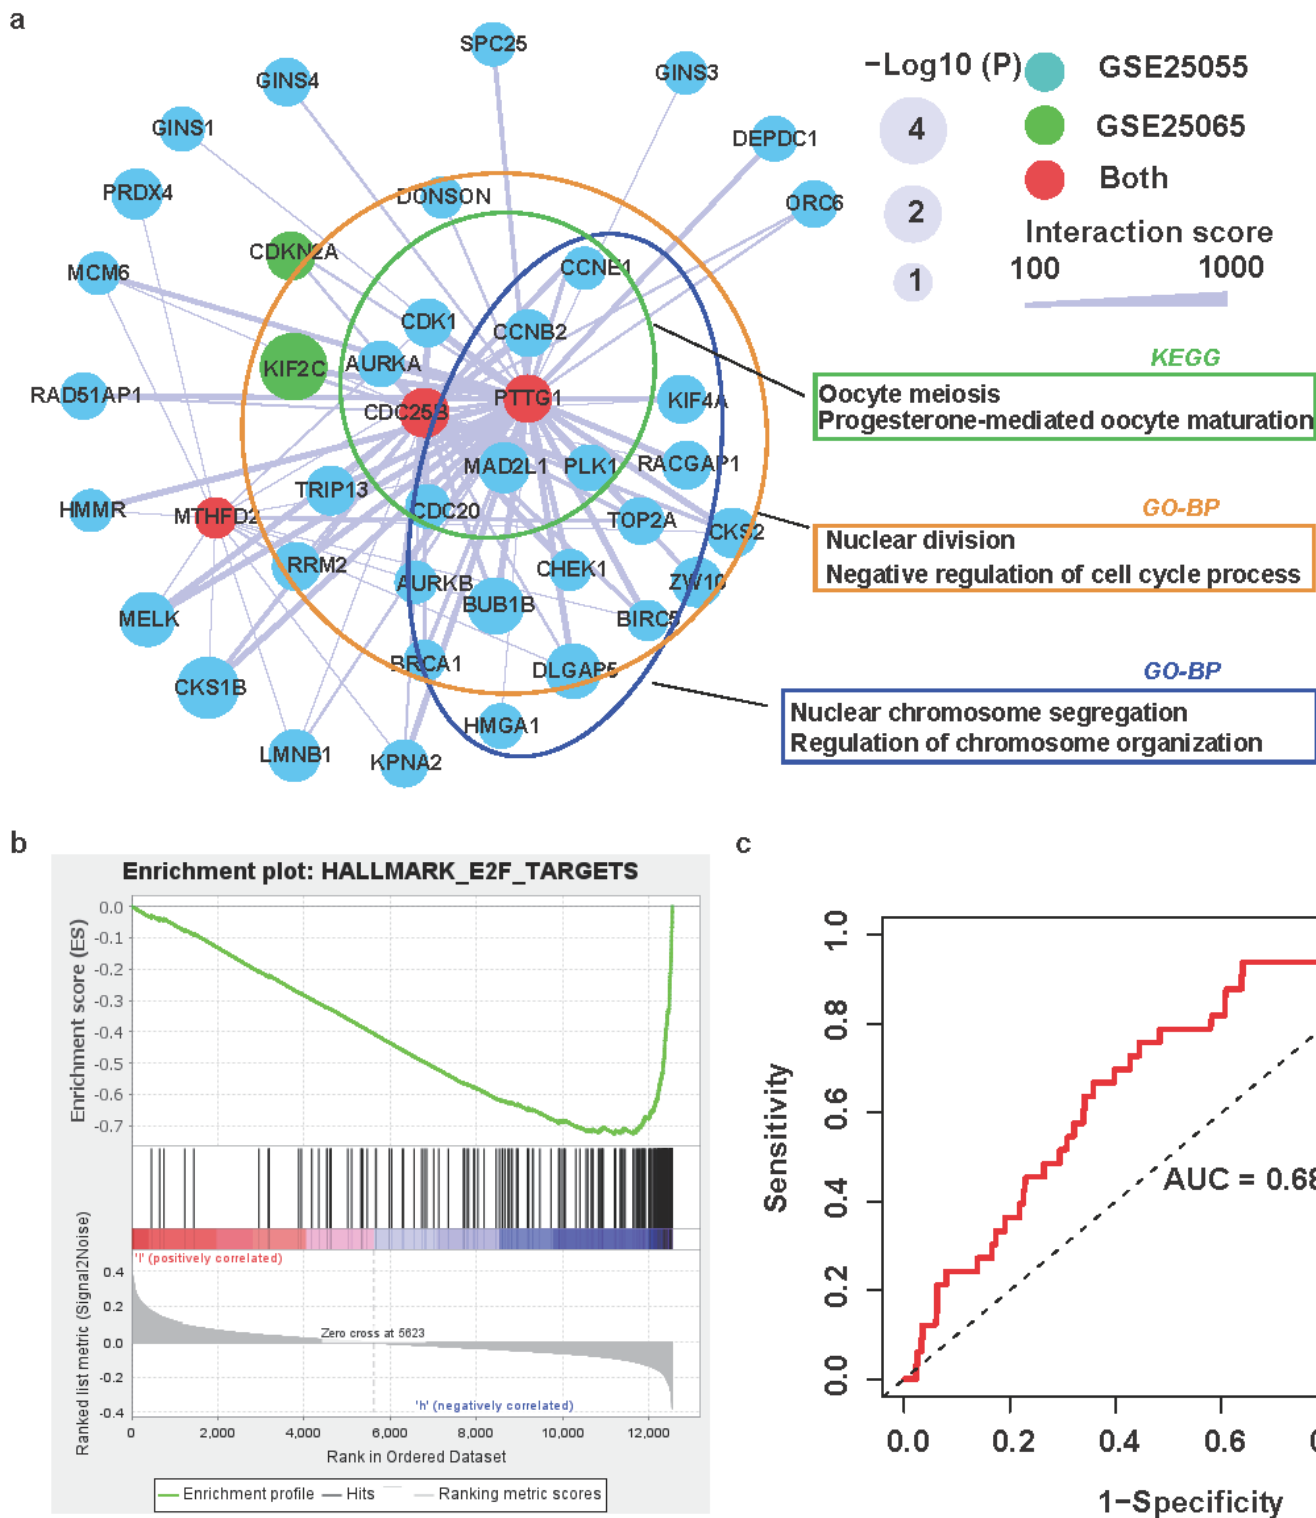 a
SPC25
GINS4
GINS3
GINS1
DEPDC1
PRDX4
DONSON
ORC6
CDKN2A
MCM6
CCNE1
CDK1
CCNB2
AURKA
KIF2C
RAD51AP1
CDC25B
PTTG1
KIF4A
MAD2L1
PLK1
RACGAP1
TRIP13
HMMR
MTHFD2
CDC20
TOP2A
CKS2
RRM2
AURKB
CHEK1
ZW10
BUB1B
MELK
BIRC5
BRCA1
DLGAP5
CKS1B
HMGA1
LMNB1
KPNA2
−Log10 (P)
4
2
1
GSE25055
GSE25065
Both
Interaction score
100 1000
KEGG
Oocyte meiosis
Progesterone-mediated oocyte maturation
GO-BP
Nuclear division
Negative regulation of cell cycle process
GO-BP
Nuclear chromosome segregation
Regulation of chromosome organization
b
Enrichment plot: HALLMARK_E2F_TARGETS
Enrichment score (ES)
0.0
-0.1
-0.2
-0.3
-0.4
-0.5
-0.6
-0.7
'l' (positively correlated)
Ranked list metric (Signal2Noise)
0.4
0.2
0.0
-0.2
-0.4
Zero cross at 5623
'h' (negatively correlated)
0 2,000 4,000 6,000 8,000 10,000 12,000
Rank in Ordered Dataset
Enrichment profile Hits Ranking metric scores
c
Sensitivity
1.0
0.8
0.6
0.4
0.2
0.0
AUC = 0.68
0.0 0.2 0.4 0.6
1−Specificity